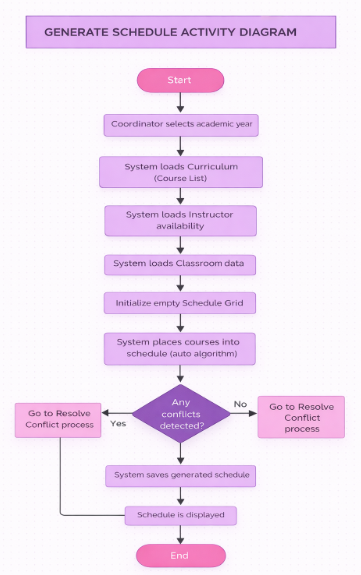 GENERATE SCHEDULE ACTIVITY DIAGRAM
Start
Coordinator selects academic year
System loads Curriculum
(Course List)
System loads Instructor
availability
System loads Classroom data
Initialize empty Schedule Grid
System places courses into
schedule (auto algorithm)
Any
conflicts
detected?
Yes
No
Go to Resolve
Conflict process
Go to Resolve
Conflict
process
System saves generated schedule
Schedule is displayed
End